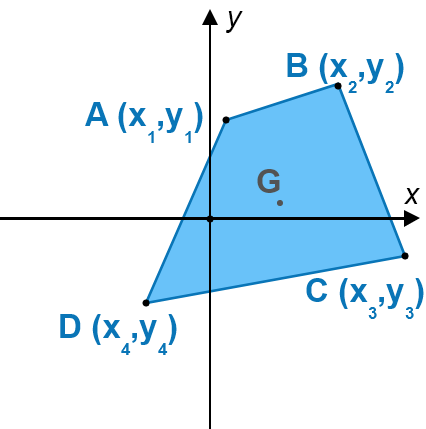 y
B (x₂,y₂)
A (x₁,y₁)
G
x
C (x₃,y₃)
D (x₄,y₄)